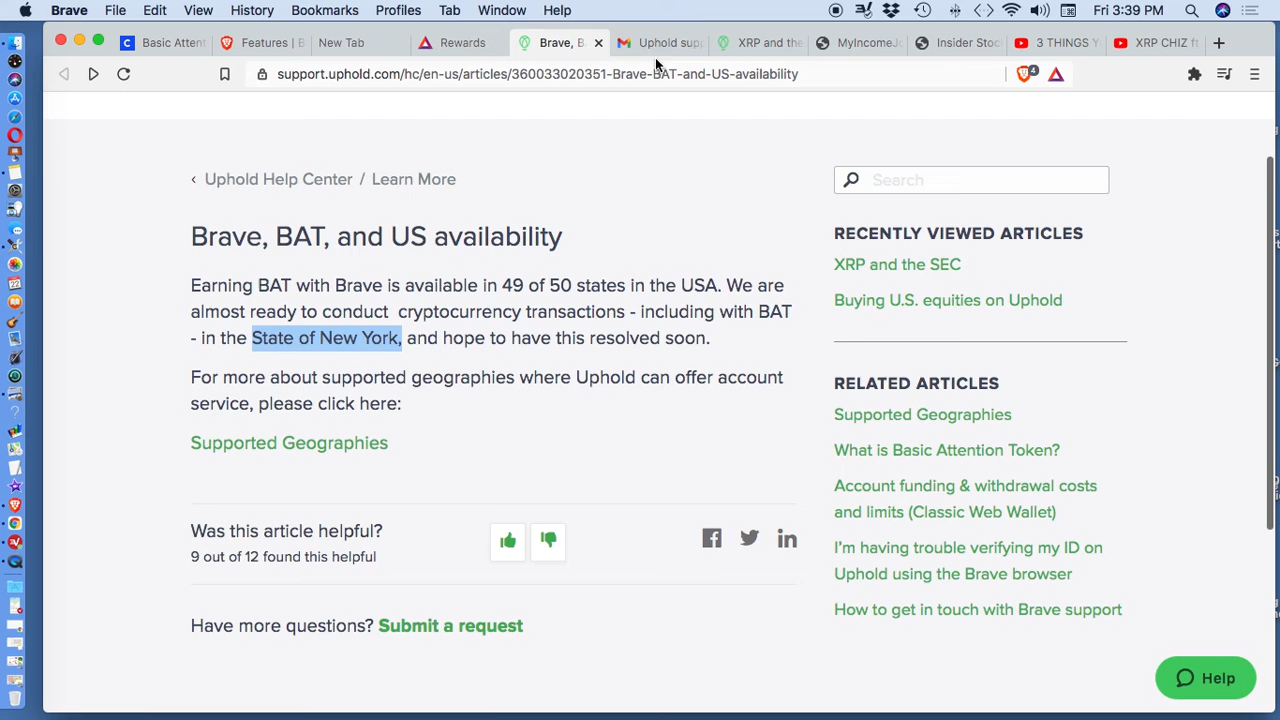 Brave File Edit View History Bookmarks Profiles Tab Window Help Fri 3:39 PM
Basic Attent Features | B New Tab Rewards Brave, B Uphold supp XRP and the MyIncomeJo Insider Stoc 3 THINGS Y XRP CHIZ ft
support.uphold.com/hc/en-us/articles/360033020351-Brave-BAT-and-US-availability 4
‹ Uphold Help Center / Learn More
Search
Brave, BAT, and US availability
Earning BAT with Brave is available in 49 of 50 states in the USA. We are
almost ready to conduct cryptocurrency transactions - including with BAT
- in the State of New York, and hope to have this resolved soon.
For more about supported geographies where Uphold can offer account
service, please click here:
Supported Geographies
Was this article helpful?
9 out of 12 found this helpful
Have more questions? Submit a request
RECENTLY VIEWED ARTICLES
XRP and the SEC
Buying U.S. equities on Uphold
RELATED ARTICLES
Supported Geographies
What is Basic Attention Token?
Account funding & withdrawal costs
and limits (Classic Web Wallet)
I'm having trouble verifying my ID on
Uphold using the Brave browser
How to get in touch with Brave support
Help